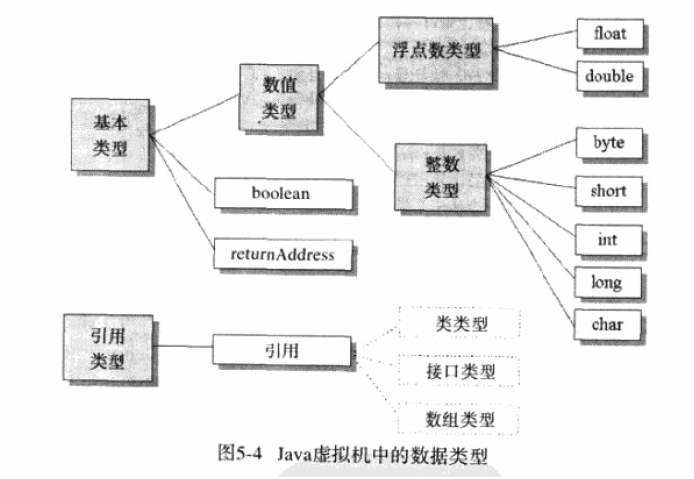 浮点数类型
float
double
数值
类型
基本
类型
整数
类型
byte
short
int
long
char
boolean
returnAddress
引用
类型
引用
类类型
接口类型
数组类型
图5-4 Java虚拟机中的数据类型